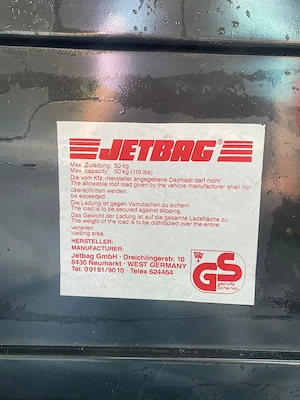 JETBAG®
Max. Zuladung: 50 kg
Max. capacity: 50 kg (110 lbs)
Die vom Kfz.-Hersteller angegebene Dachlast darf nicht
The allowable roof load given by the vehicle manufacturer shall not
überschritten werden.
be exceeded.
Die Ladung ist gegen Verrutschen zu sichern
The load is to be secured against slipping.
Das Gewicht der Ladung ist auf die gesamte Ladefläche zu
The weight of the load is to be distributed over the entire
verteilen.
loading area.
HERSTELLER:
MANUFACTURER:
Jetbag GmbH · Dreichlingerstr. 10
8430 Neumarkt · WEST GERMANY
Tel. 09181/9010 · Telex 624464
GS
geprüfte
Sicherheit